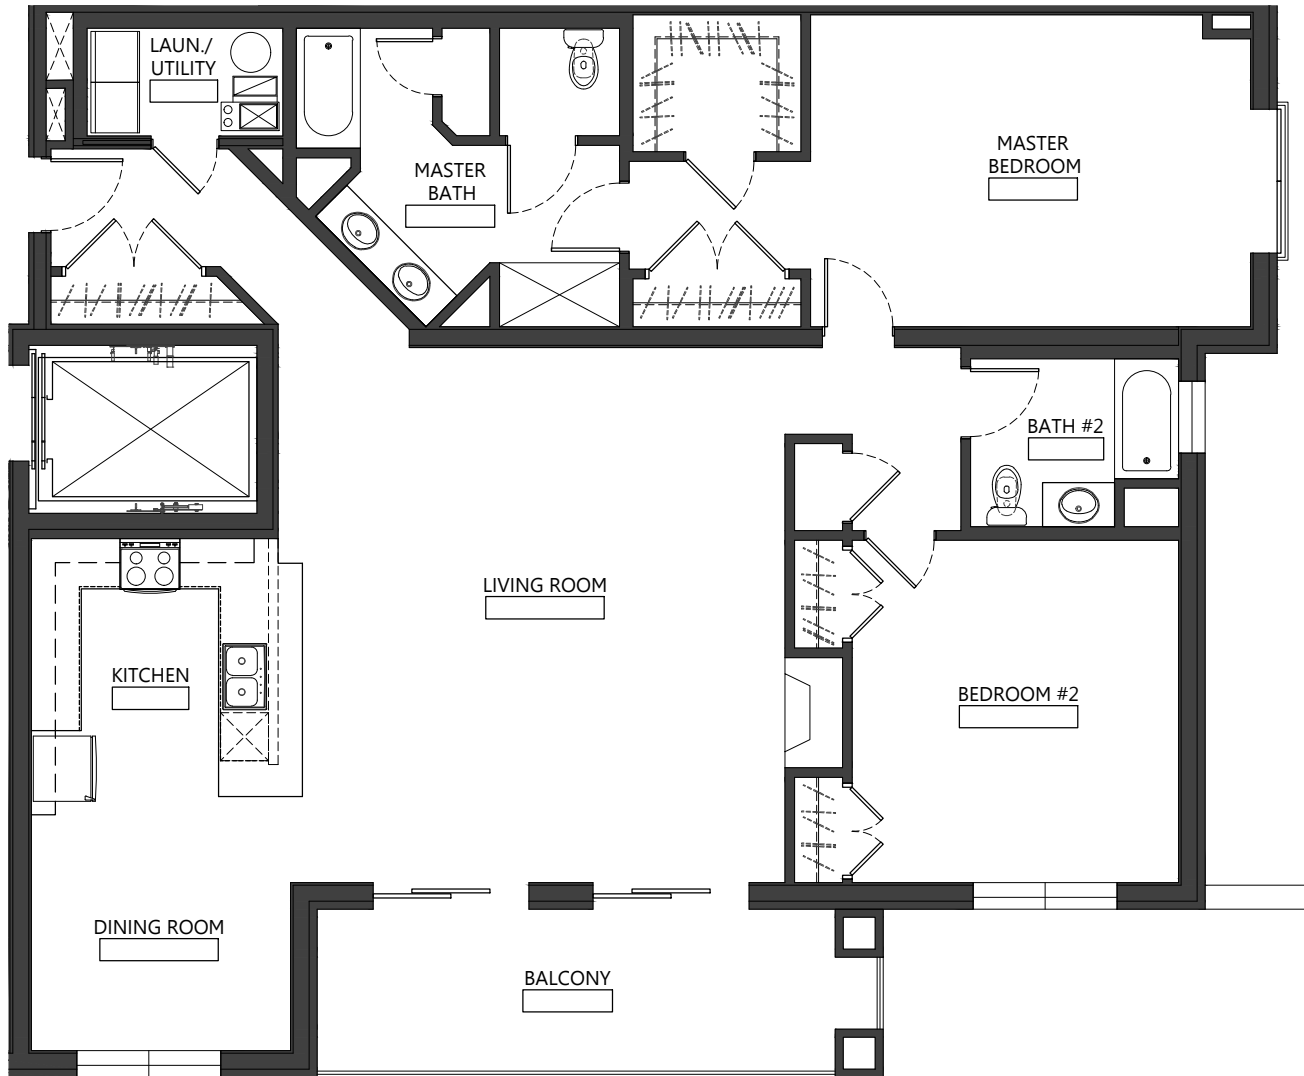 LAUN./
UTILITY
MASTER
BATH
MASTER
BEDROOM
BATH #2
LIVING ROOM
KITCHEN
BEDROOM #2
DINING ROOM
BALCONY